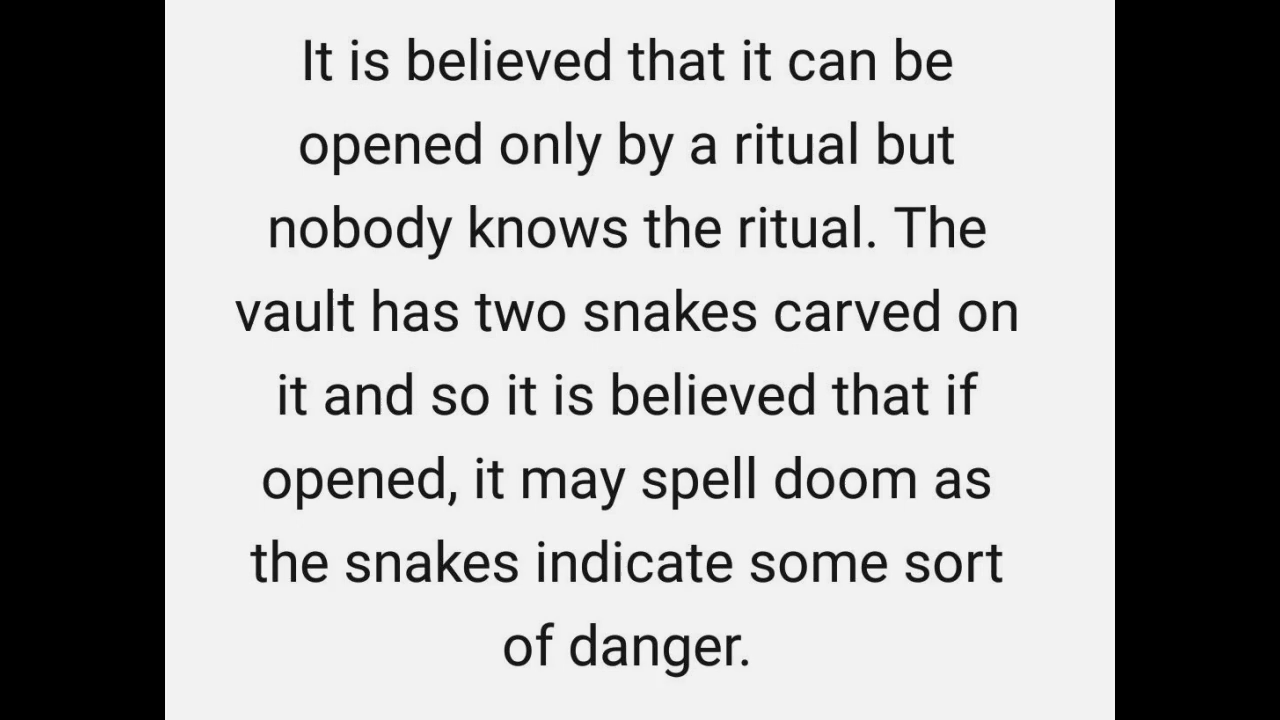 It is believed that it can be
opened only by a ritual but
nobody knows the ritual. The
vault has two snakes carved on
it and so it is believed that if
opened, it may spell doom as
the snakes indicate some sort
of danger.